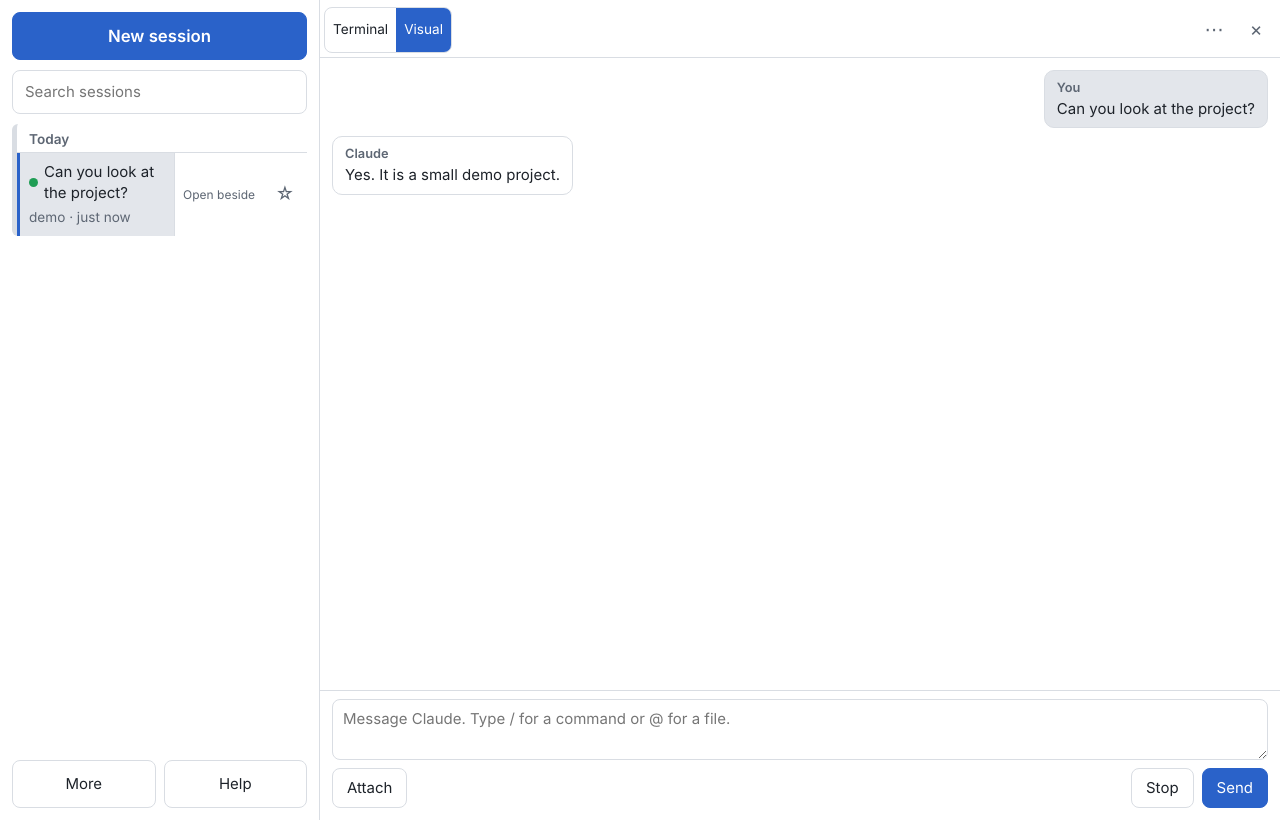 New session
Search sessions
Today
Can you look at
the project?
demo · just now
Open beside
☆
Terminal
Visual
⋯
×
You
Can you look at the project?
Claude
Yes. It is a small demo project.
Message Claude. Type / for a command or @ for a file.
Attach
Stop
Send
More
Help